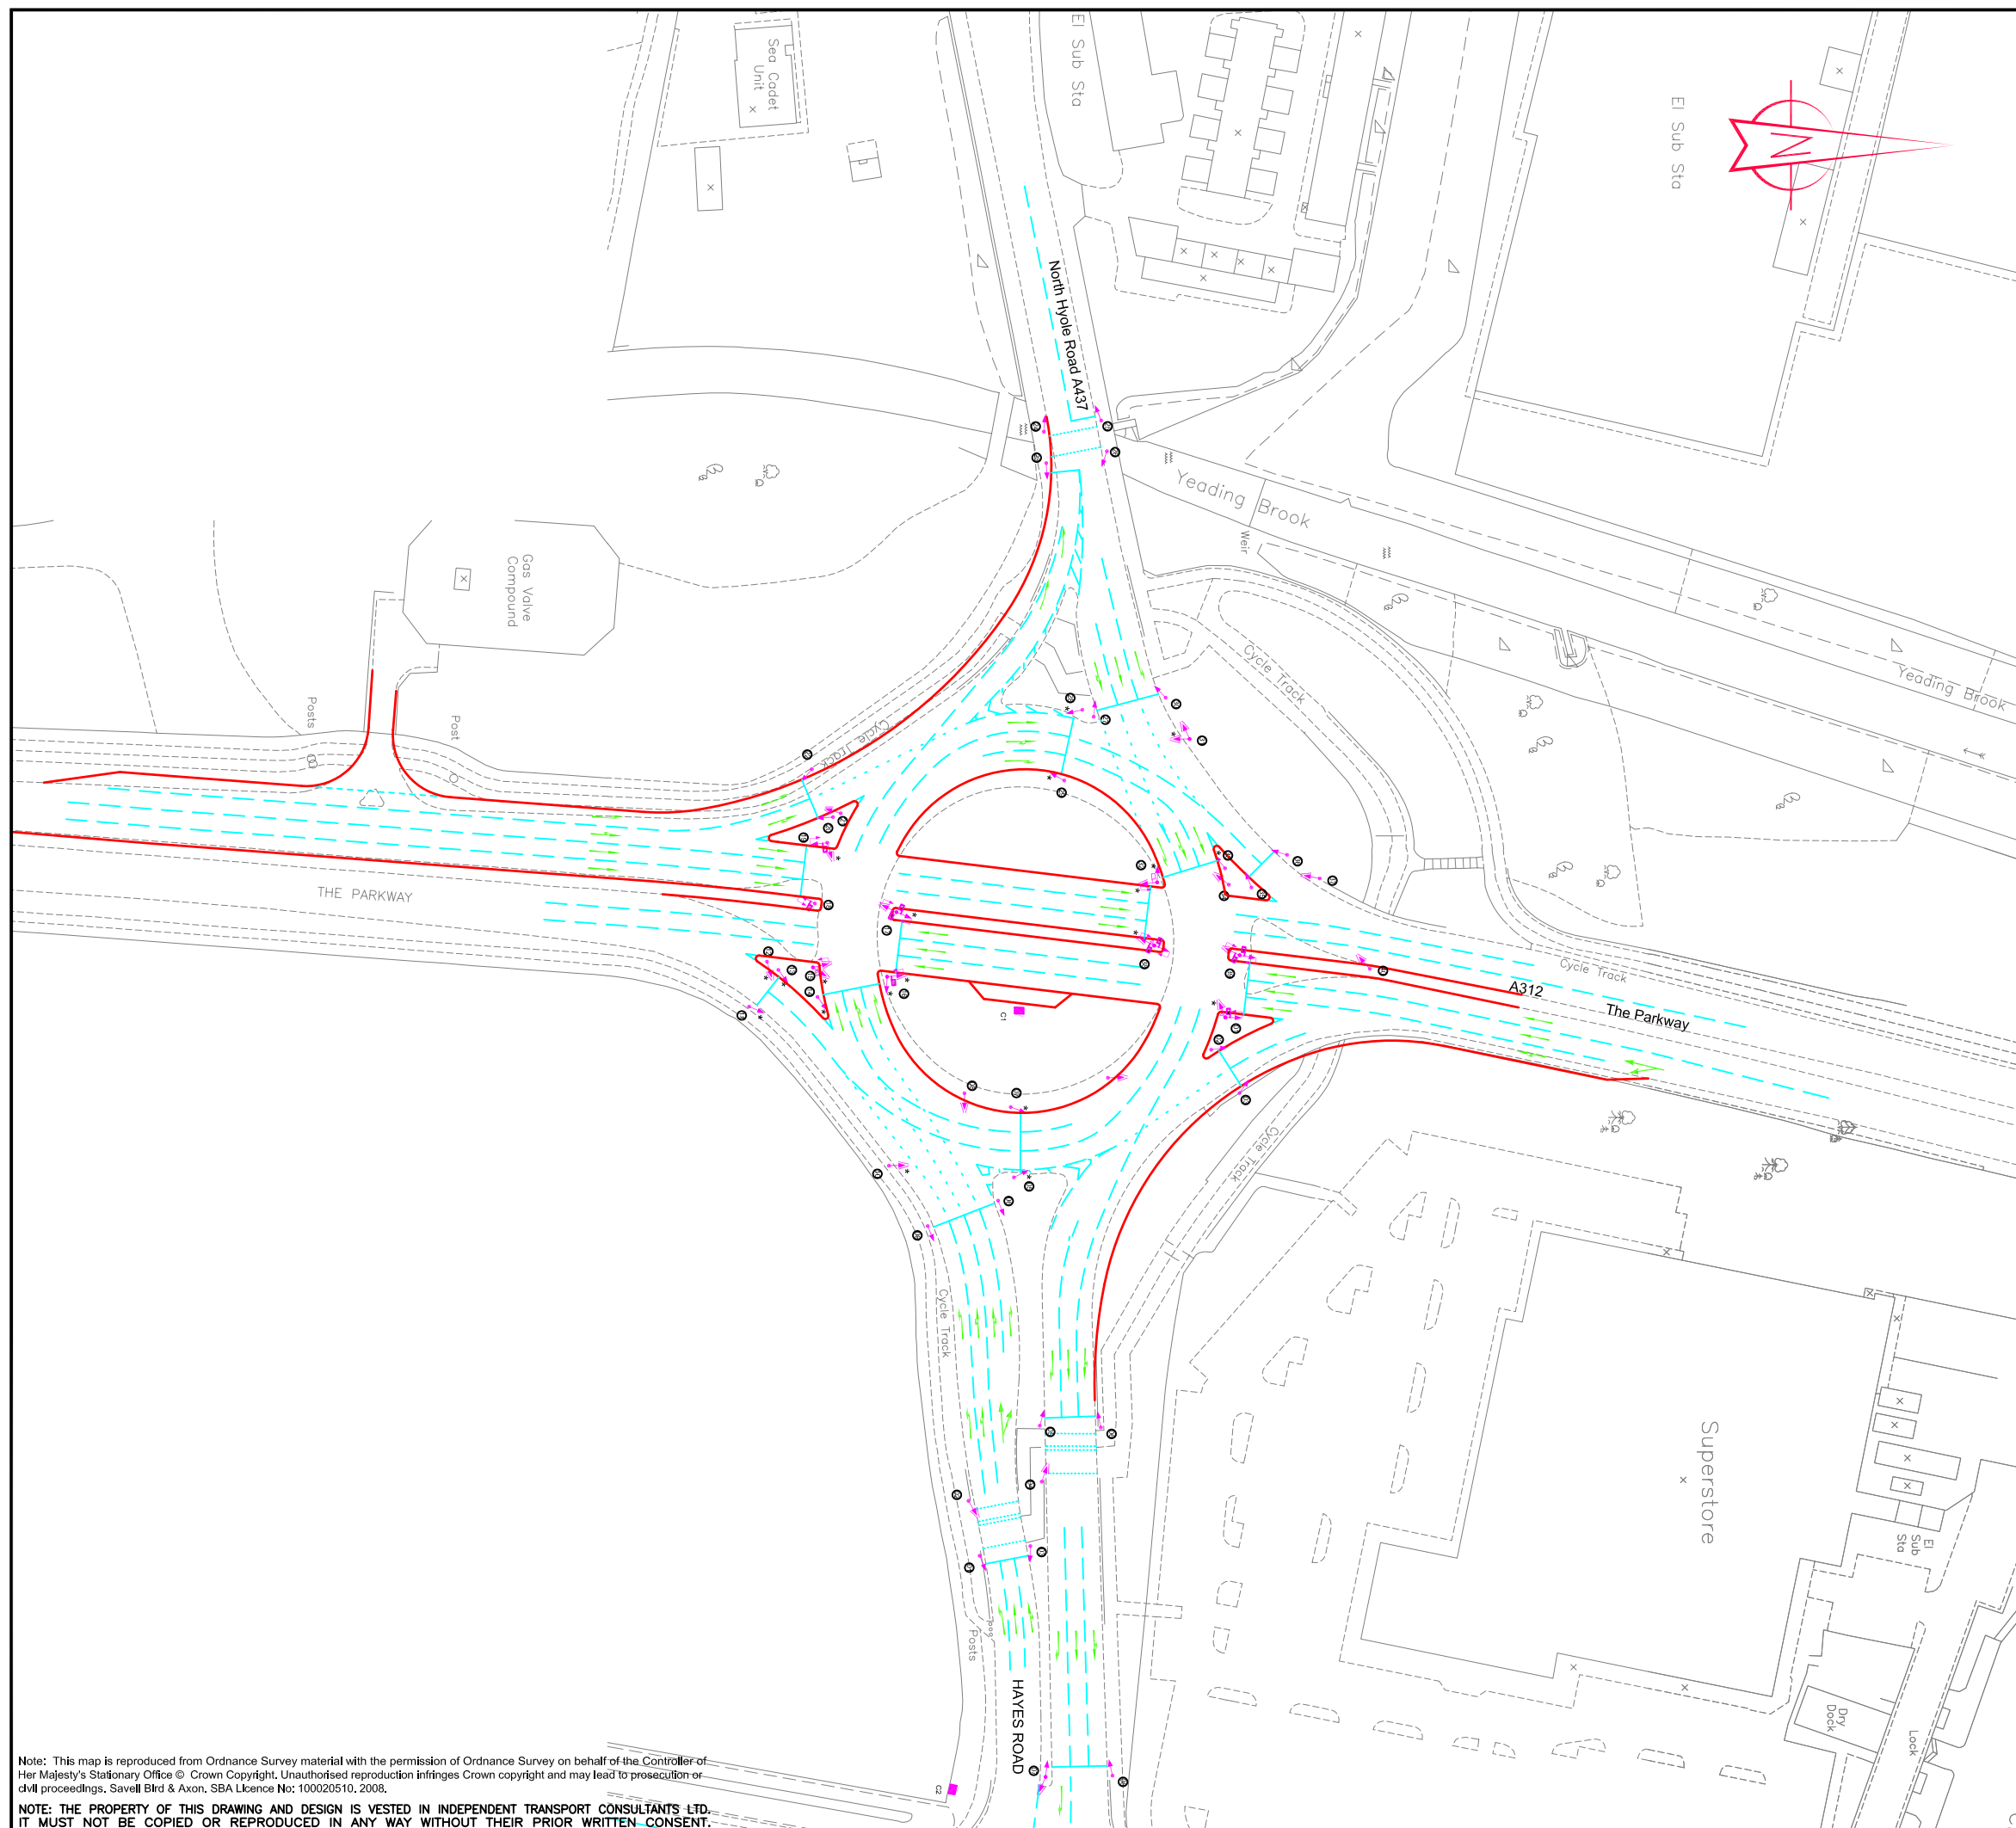 Sea Cadet
Unit
El Sub Sta
El Sub Sta
N
North Hyole Road A437
Yeading Brook
Weir
Yeading Brook
Gas Valve
Compound
Cycle Track
Posts
Post
Cycle Track
THE PARKWAY
Cycle Track
A312
The Parkway
C1
Cycle Track
Cycle Track
Superstore
El
Sub
Sta
Posts
HAYES ROAD
Dry
Dock
Lock
C2
Note: This map is reproduced from Ordnance Survey material with the permission of Ordnance Survey on behalf of the Controller of
Her Majesty's Stationary Office © Crown Copyright. Unauthorised reproduction infringes Crown copyright and may lead to prosecution or
civil proceedings. Savell Bird & Axon. SBA Licence No: 100020510. 2008.
NOTE: THE PROPERTY OF THIS DRAWING AND DESIGN IS VESTED IN INDEPENDENT TRANSPORT CONSULTANTS LTD.
IT MUST NOT BE COPIED OR REPRODUCED IN ANY WAY WITHOUT THEIR PRIOR WRITTEN CONSENT.